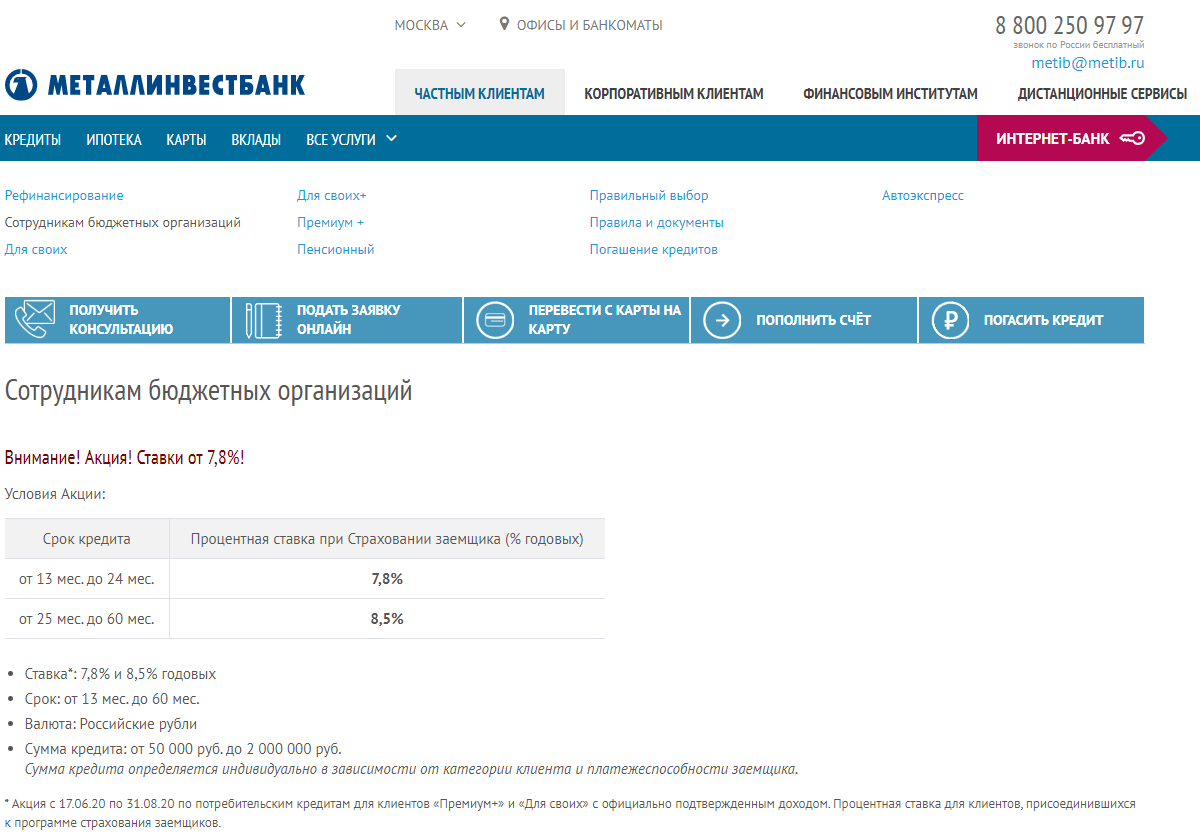 МОСКВА
ОФИСЫ И БАНКОМАТЫ
8 800 250 97 97
звонок по России бесплатный
metib@metib.ru
МЕТАЛЛИНВЕСТБАНК
ЧАСТНЫМ КЛИЕНТАМ
КОРПОРАТИВНЫМ КЛИЕНТАМ
ФИНАНСОВЫМ ИНСТИТУТАМ
ДИСТАНЦИОННЫЕ СЕРВИСЫ
КРЕДИТЫ
ИПОТЕКА
КАРТЫ
ВКЛАДЫ
ВСЕ УСЛУГИ
ИНТЕРНЕТ-БАНК
Рефинансирование
Для своих+
Правильный выбор
Автоэкспресс
Сотрудникам бюджетных организаций
Премиум +
Правила и документы
Для своих
Пенсионный
Погашение кредитов
ПОЛУЧИТЬ
КОНСУЛЬТАЦИЮ
ПОДАТЬ ЗАЯВКУ
ОНЛАЙН
ПЕРЕВЕСТИ С КАРТЫ НА
КАРТУ
ПОПОЛНИТЬ СЧЁТ
ПОГАСИТЬ КРЕДИТ
Сотрудникам бюджетных организаций
Внимание! Акция! Ставки от 7,8%!
Условия Акции:
Срок кредита
Процентная ставка при Страховании заемщика (% годовых)
от 13 мес. до 24 мес.
7,8%
от 25 мес. до 60 мес.
8,5%
• Ставка*: 7,8% и 8,5% годовых
• Срок: от 13 мес. до 60 мес.
• Валюта: Российские рубли
• Сумма кредита: от 50 000 руб. до 2 000 000 руб.
Сумма кредита определяется индивидуально в зависимости от категории клиента и платежеспособности заемщика.
* Акция с 17.06.20 по 31.08.20 по потребительским кредитам для клиентов «Премиум+» и «Для своих» с официально подтвержденным доходом. Процентная ставка для клиентов, присоединившихся
к программе страхования заемщиков.